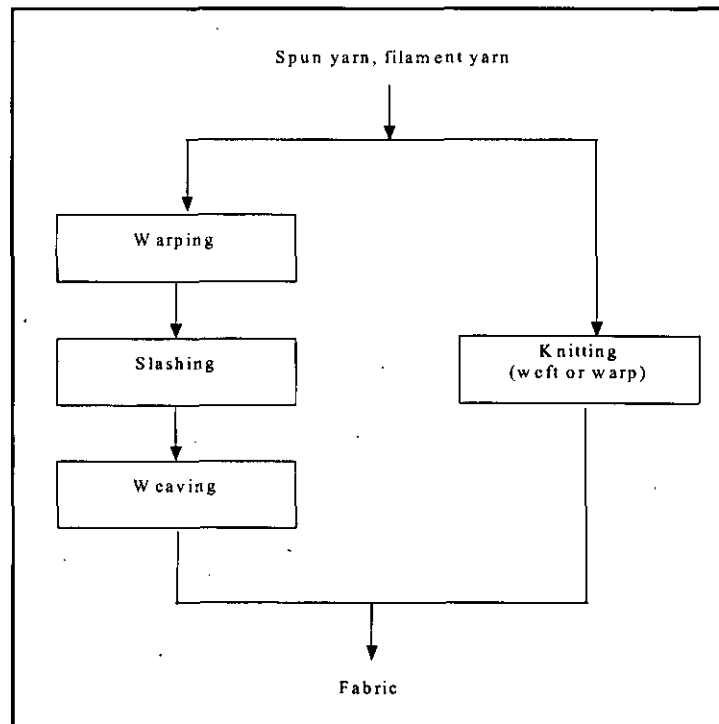 Spun yarn, filament yarn
Warping
Slashing
Knitting
(weft or warp)
Weaving
Fabric